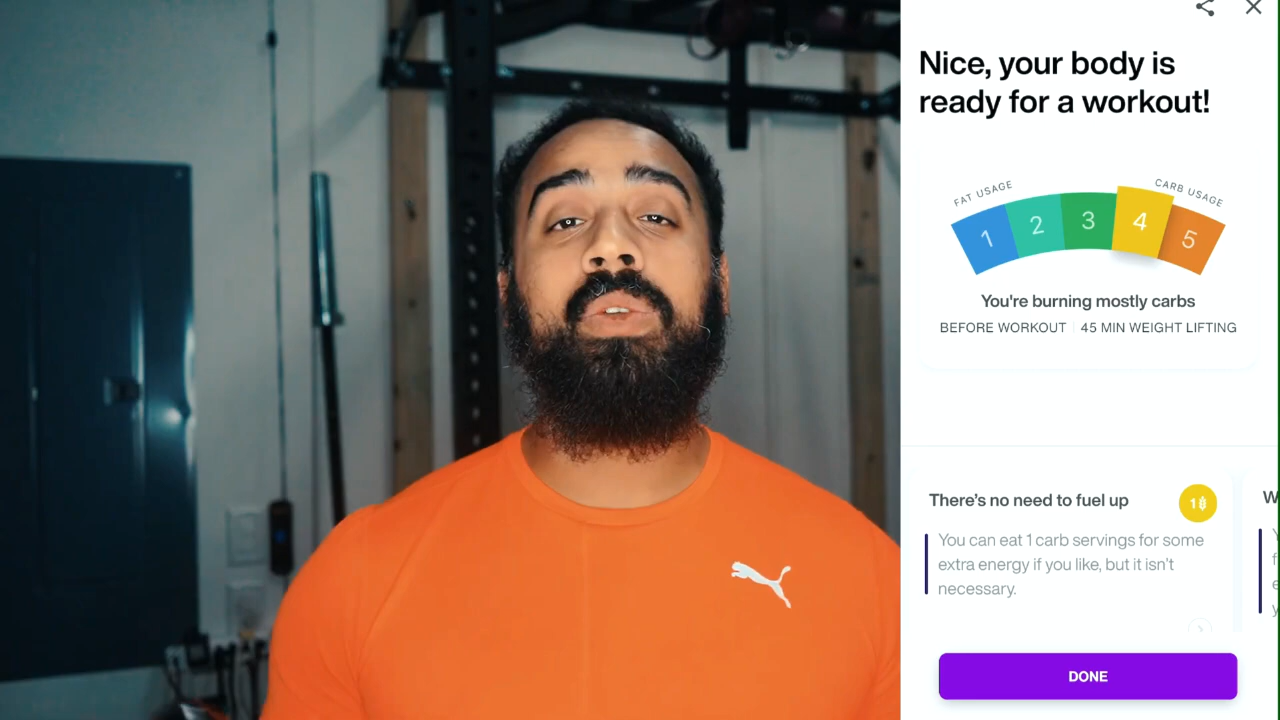 Nice, your body is
ready for a workout!
FAT USAGE
CARB USAGE
1 2 3 4 5
You're burning mostly carbs
BEFORE WORKOUT 45 MIN WEIGHT LIFTING
There's no need to fuel up
1
You can eat 1 carb servings for some
extra energy if you like, but it isn't
necessary.
DONE